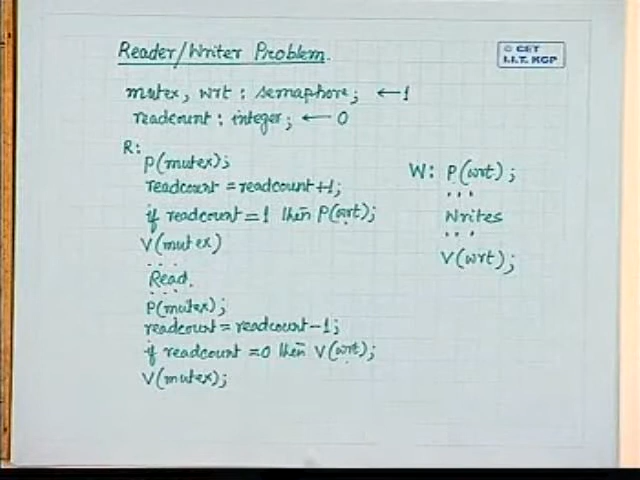 Reader/Writer Problem.
© CET
I.I.T. KGP
mutex, wrt : semaphore; ← 1
readcount : integer; ← 0
R:
P(mutex);
readcount = readcount+1;
if readcount = 1 then P(wrt);
V(mutex)
...
Read.
...
P(mutex);
readcount = readcount-1;
if readcount = 0 then V(wrt);
V(mutex);
W: P(wrt);
...
Writes
...
V(wrt);